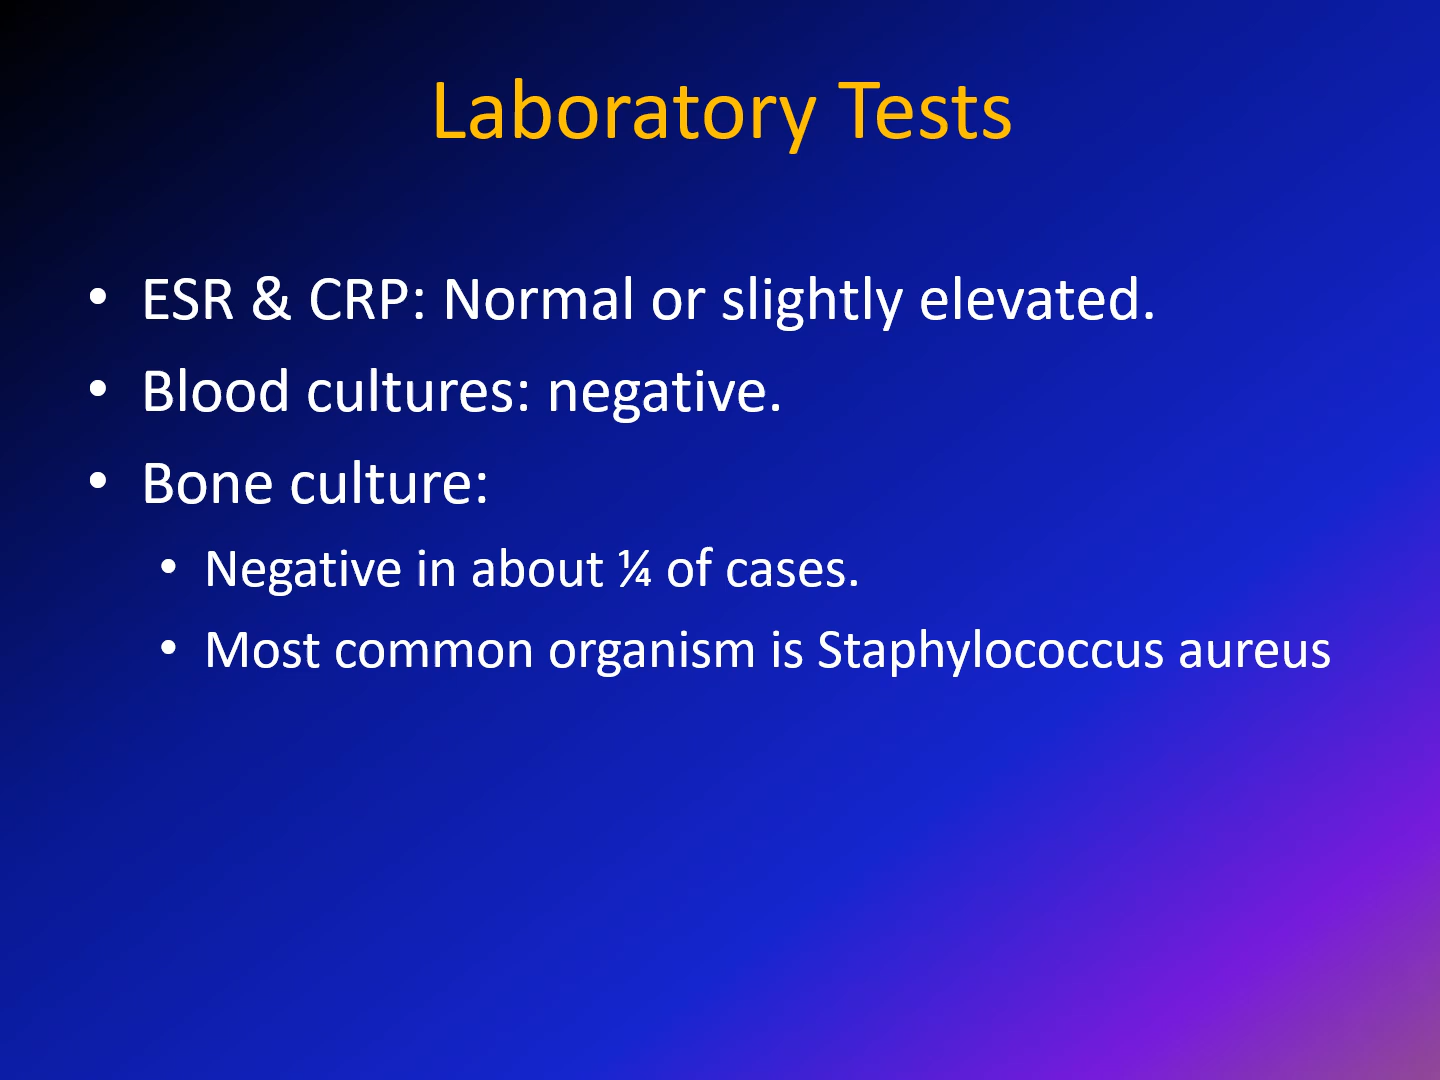 Laboratory Tests
• ESR & CRP: Normal or slightly elevated.
• Blood cultures: negative.
• Bone culture:
• Negative in about ¼ of cases.
• Most common organism is Staphylococcus aureus